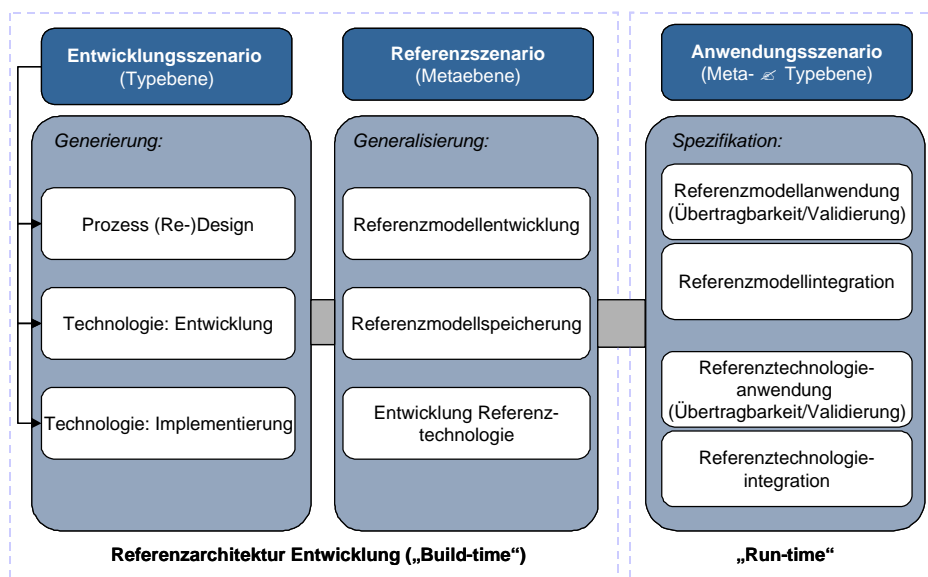 Entwicklungsszenario
(Typebene)
Generierung:
Prozess (Re-)Design
Technologie: Entwicklung
Technologie: Implementierung
Referenzszenario
(Metaebene)
Generalisierung:
Referenzmodellentwicklung
Referenzmodellspeicherung
Entwicklung Referenz-
technologie
Referenzarchitektur Entwicklung („Build-time“)
Anwendungsszenario
(Meta- ≪ Typebene)
Spezifikation:
Referenzmodellanwendung
(Übertragbarkeit/Validierung)
Referenzmodellintegration
Referenztechnologie-
anwendung
(Übertragbarkeit/Validierung)
Referenztechnologie-
integration
„Run-time“